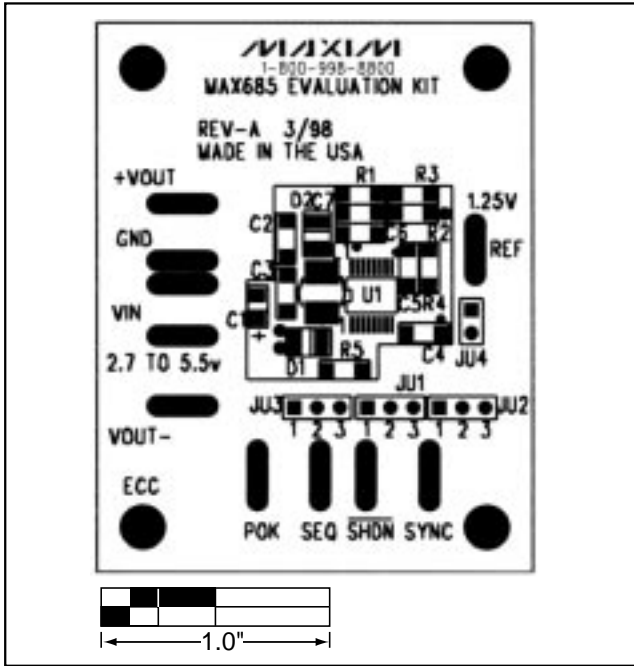 MAXIM
1-800-998-8800
MAX685 EVALUATION KIT
REV-A 3/98
MADE IN THE USA
+VOUT
R1
R3
D2
C7
1.25V
C2
GND
C6
R2
REF
C3
U1
VIN
C5
R4
C1
+
C4
JU4
2.7 TO 5.5v
D1
R5
JU1
JU3
JU2
1 2 3
1 2 3
1 2 3
VOUT-
ECC
POK
SEQ
SHDN
SYNC
1.0"